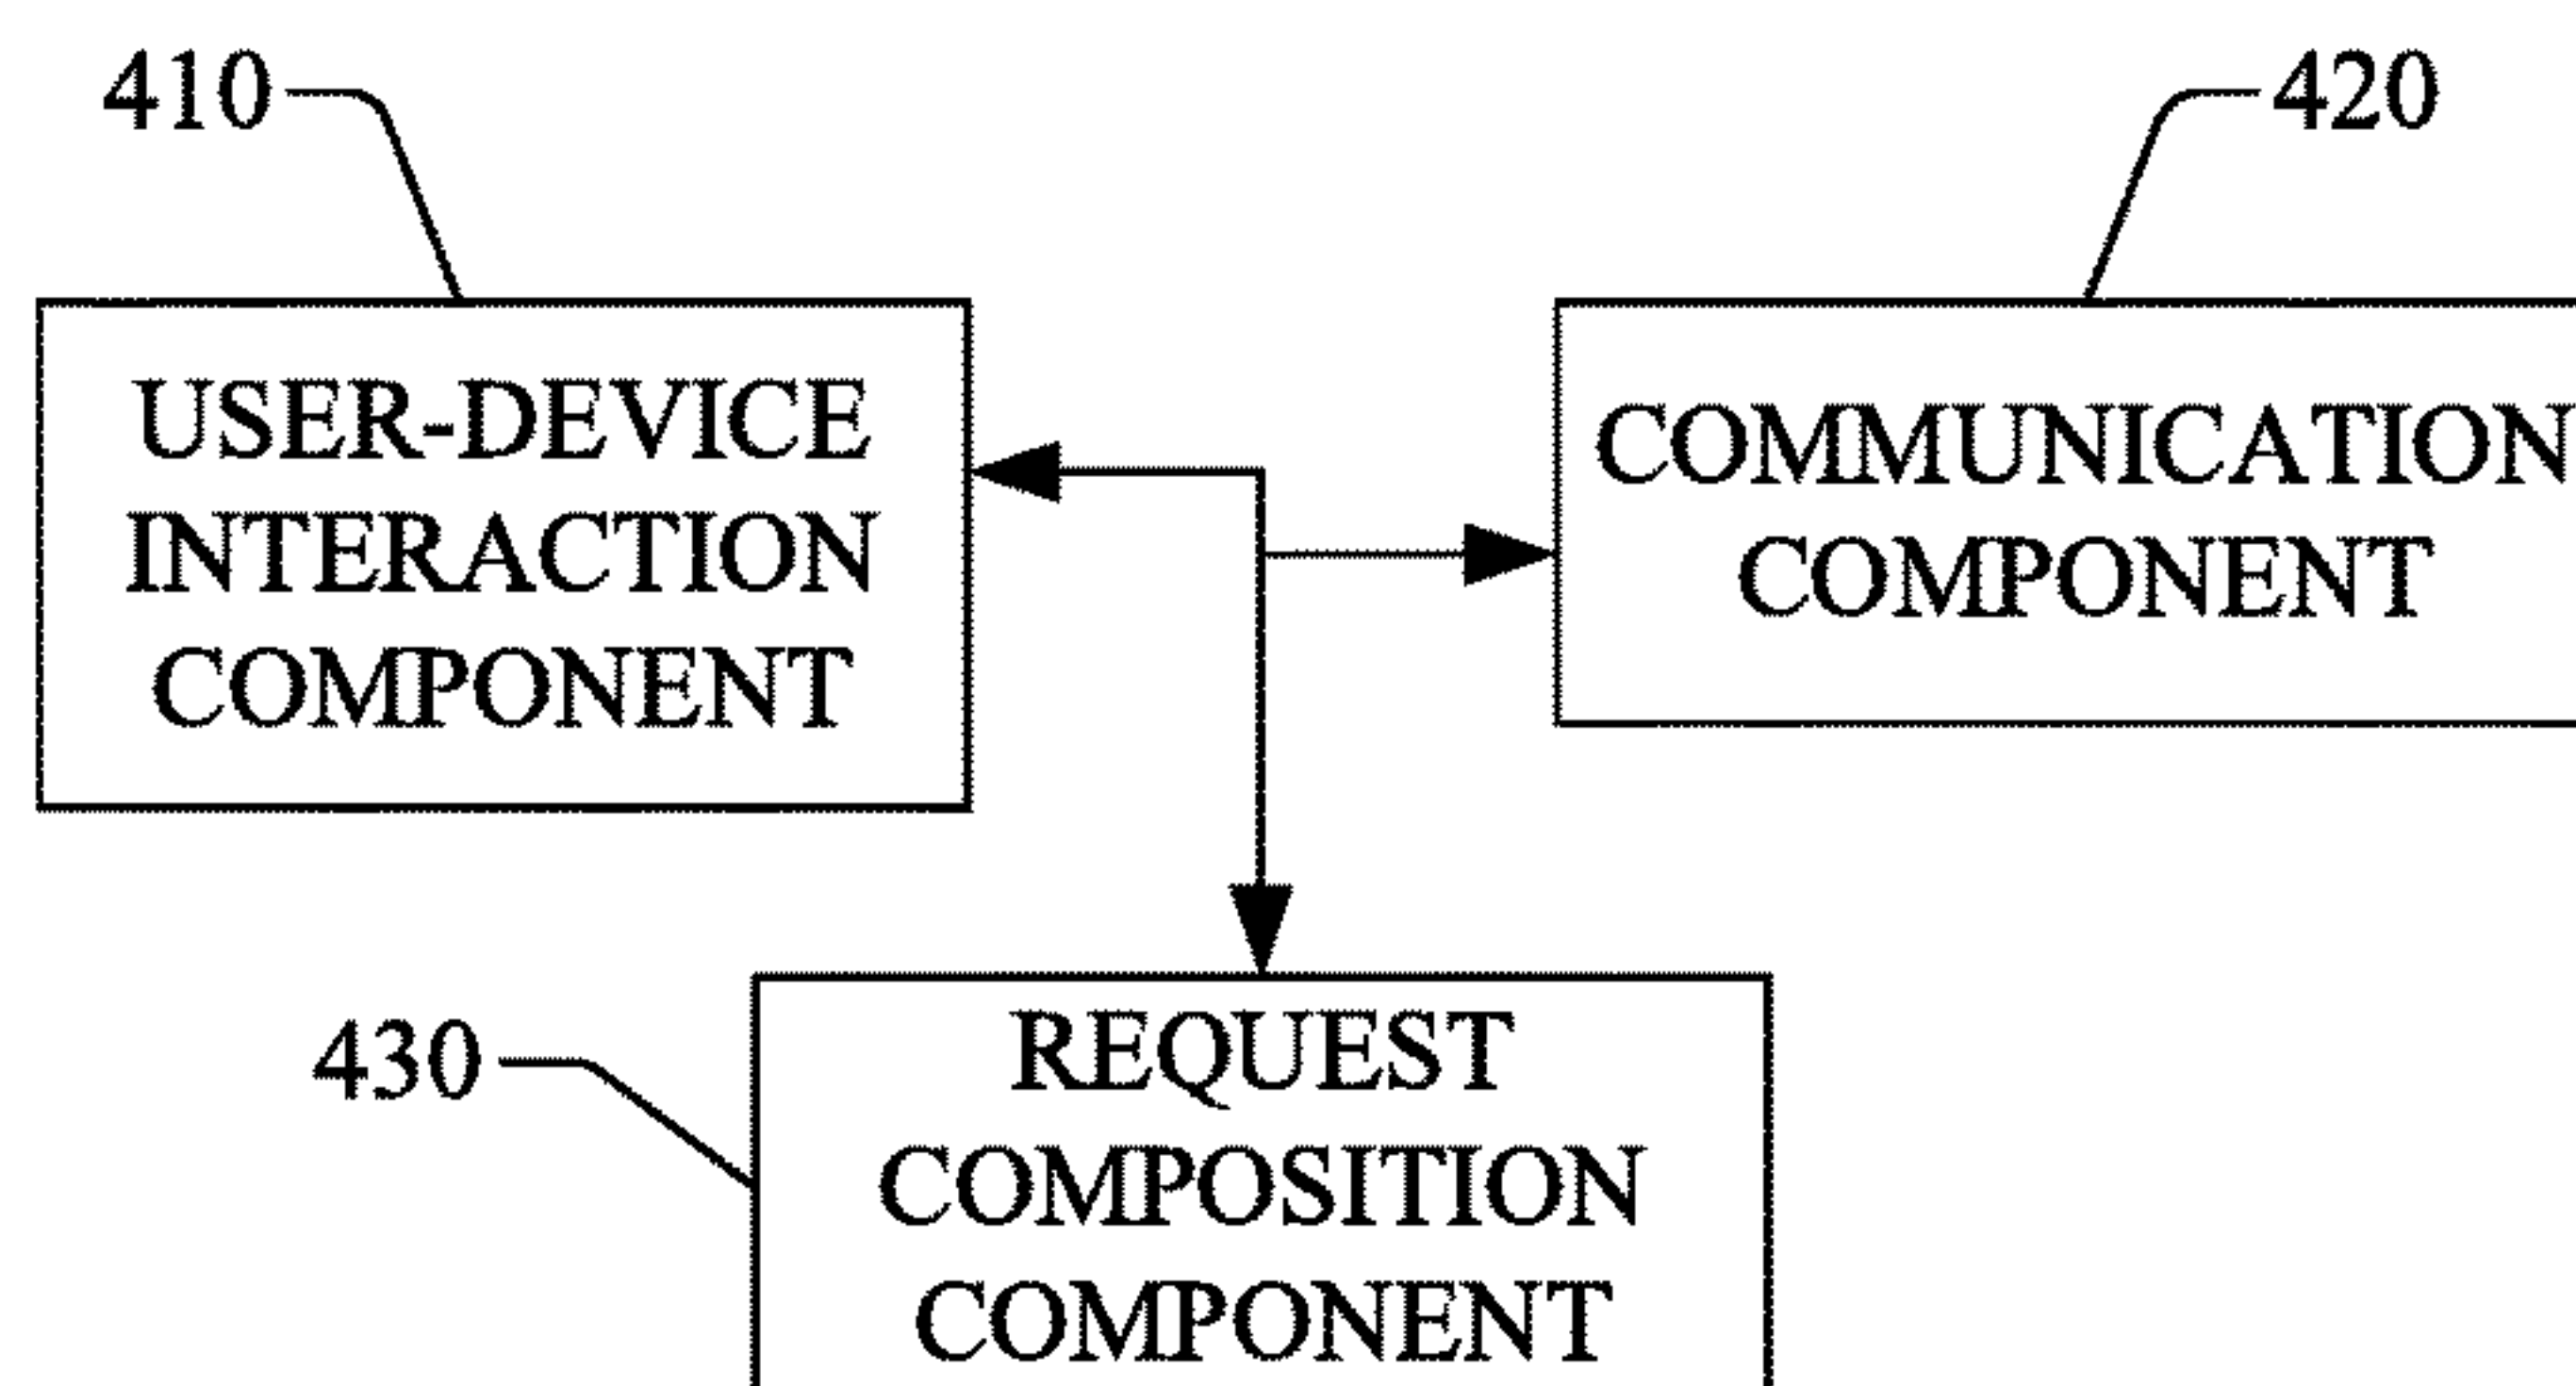 410
420
USER-DEVICE
INTERACTION
COMPONENT
COMMUNICATION
COMPONENT
430
REQUEST
COMPOSITION
COMPONENT